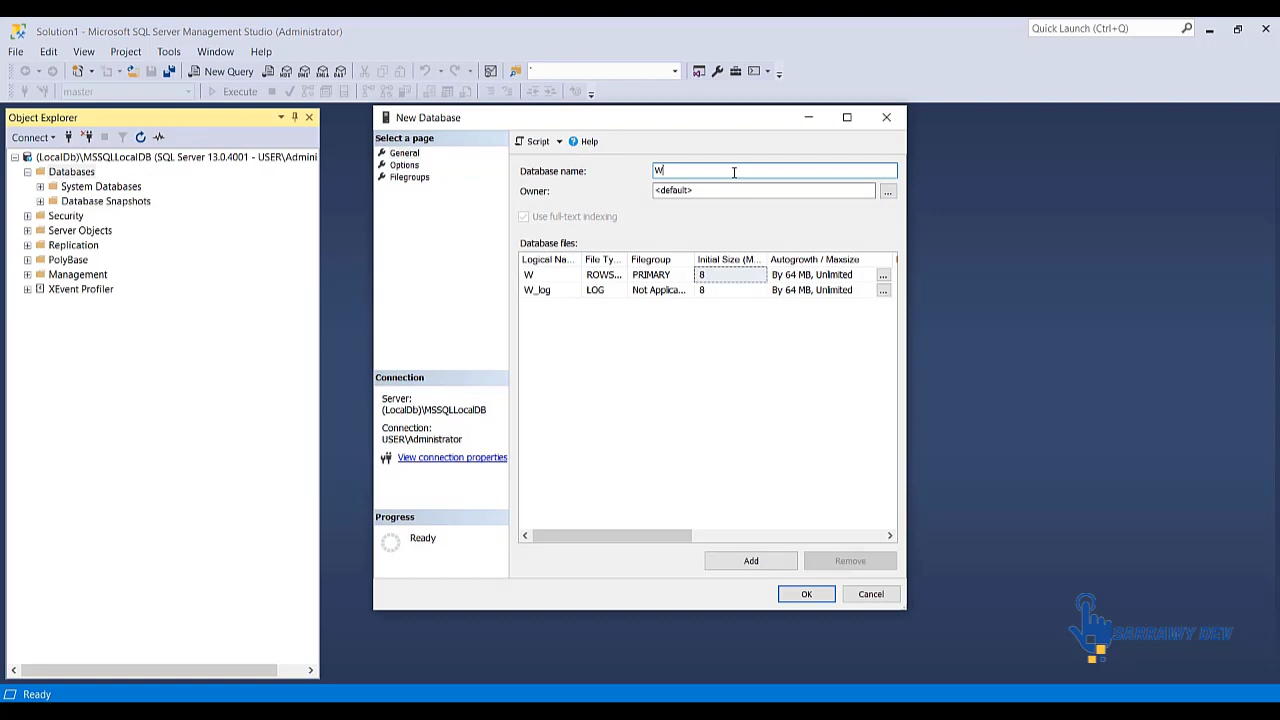 Solution1 - Microsoft SQL Server Management Studio (Administrator)
Quick Launch (Ctrl+Q)
File Edit View Project Tools Window Help
New Query
master
Execute
Object Explorer
Connect
(LocalDb)\MSSQLLocalDB (SQL Server 13.0.4001 - USER\Admini
Databases
System Databases
Database Snapshots
Security
Server Objects
Replication
PolyBase
Management
XEvent Profiler
New Database
Select a page
General
Options
Filegroups
Connection
Server:
(LocalDb)\MSSQLLocalDB
Connection:
USER\Administrator
View connection properties
Progress
Ready
Script Help
Database name: W
Owner: <default> ...
Use full-text indexing
Database files:
Logical Na... File Ty... Filegroup Initial Size (M... Autogrowth / Maxsize
W ROWS... PRIMARY 8 By 64 MB, Unlimited ...
W_log LOG Not Applica... 8 By 64 MB, Unlimited ...
Add Remove
OK Cancel
SARRAWY DEV
Ready